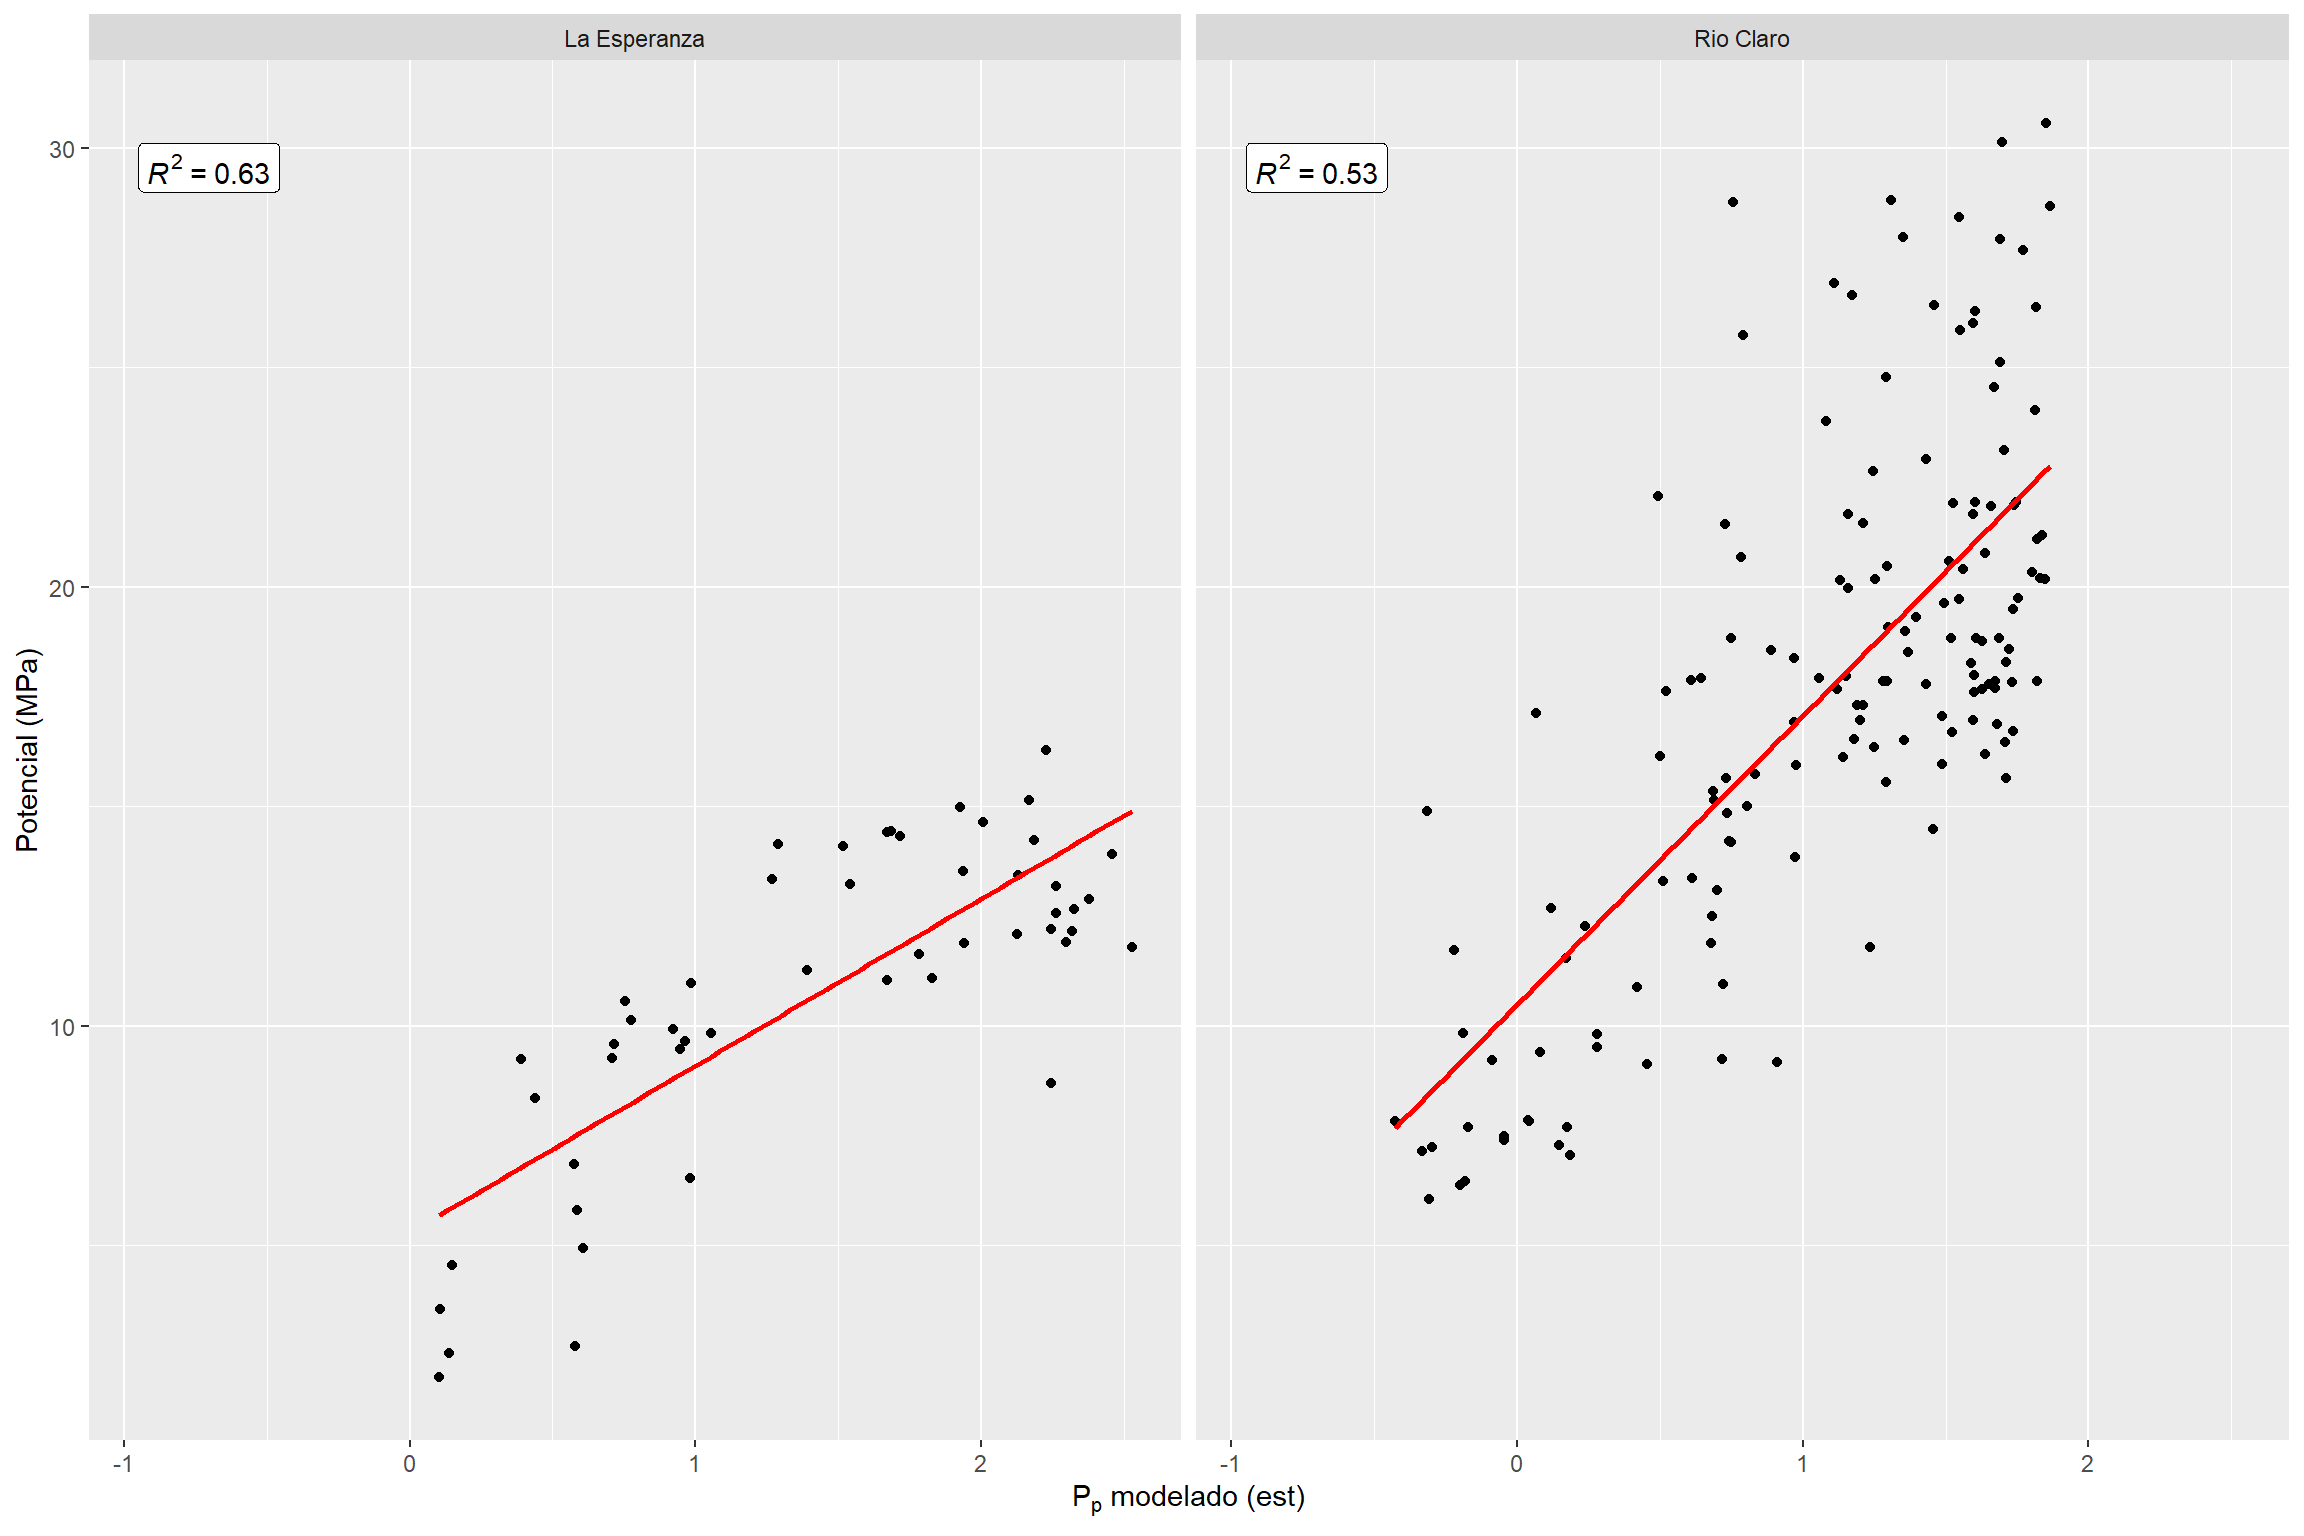 La Esperanza
Rio Claro
R² = 0.63
R² = 0.53
30
20
10
Potencial (MPa)
-1 0 1 2
-1 0 1 2
Pₚ modelado (est)